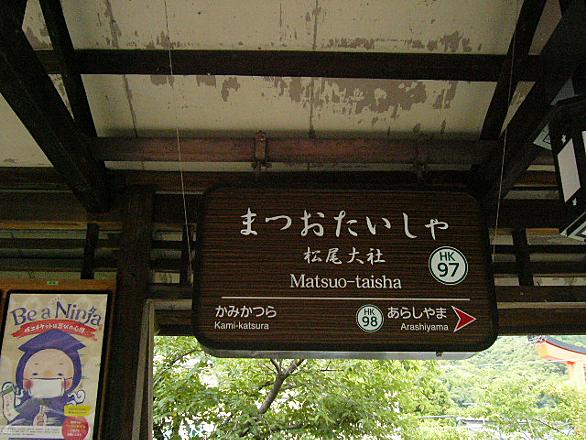 まつおたいしゃ
松尾大社
Matsuo-taisha
HK
97
かみかつら
Kami-katsura
HK
98
あらしやま
Arashiyama
Be a Ninja